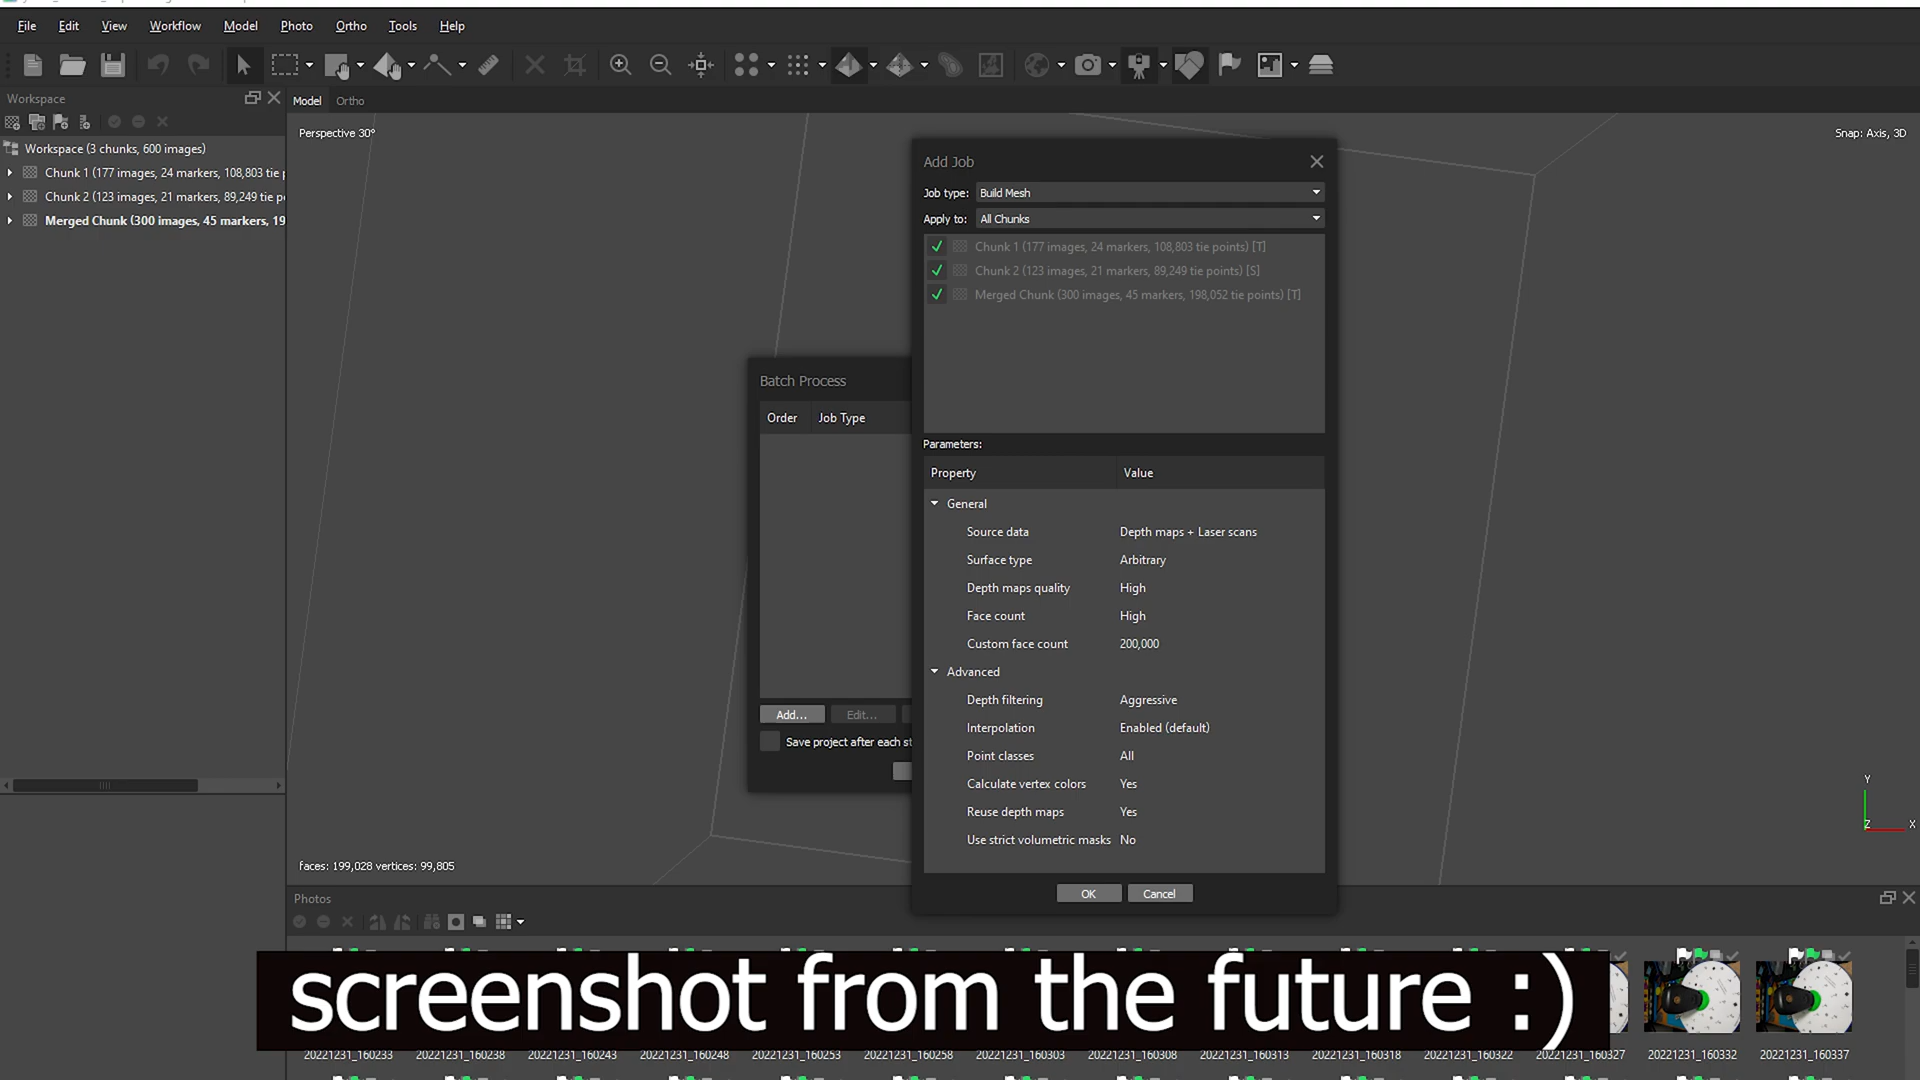 File Edit View Workflow Model Photo Ortho Tools Help
Workspace
Workspace (3 chunks, 600 images)
Chunk 1 (177 images, 24 markers, 108,803 tie p
Chunk 2 (123 images, 21 markers, 89,249 tie po
Merged Chunk (300 images, 45 markers, 19
Model Ortho
Perspective 30°
Snap: Axis, 3D
Batch Process
Order Job Type
Add... Edit...
Save project after each st
Add Job
Job type: Build Mesh
Apply to: All Chunks
Chunk 1 (177 images, 24 markers, 108,803 tie points) [T]
Chunk 2 (123 images, 21 markers, 89,249 tie points) [S]
Merged Chunk (300 images, 45 markers, 198,052 tie points) [T]
Parameters:
Property Value
General
Source data Depth maps + Laser scans
Surface type Arbitrary
Depth maps quality High
Face count High
Custom face count 200,000
Advanced
Depth filtering Aggressive
Interpolation Enabled (default)
Point classes All
Calculate vertex colors Yes
Reuse depth maps Yes
Use strict volumetric masks No
OK Cancel
Y
Z X
faces: 199,028 vertices: 99,805
Photos
screenshot from the future :)
20221231_160233 20221231_160238 20221231_160243 20221231_160248 20221231_160253 20221231_160258 20221231_160303 20221231_160308 20221231_160313 20221231_160318 20221231_160322 20221231_160327 20221231_160332 20221231_160337